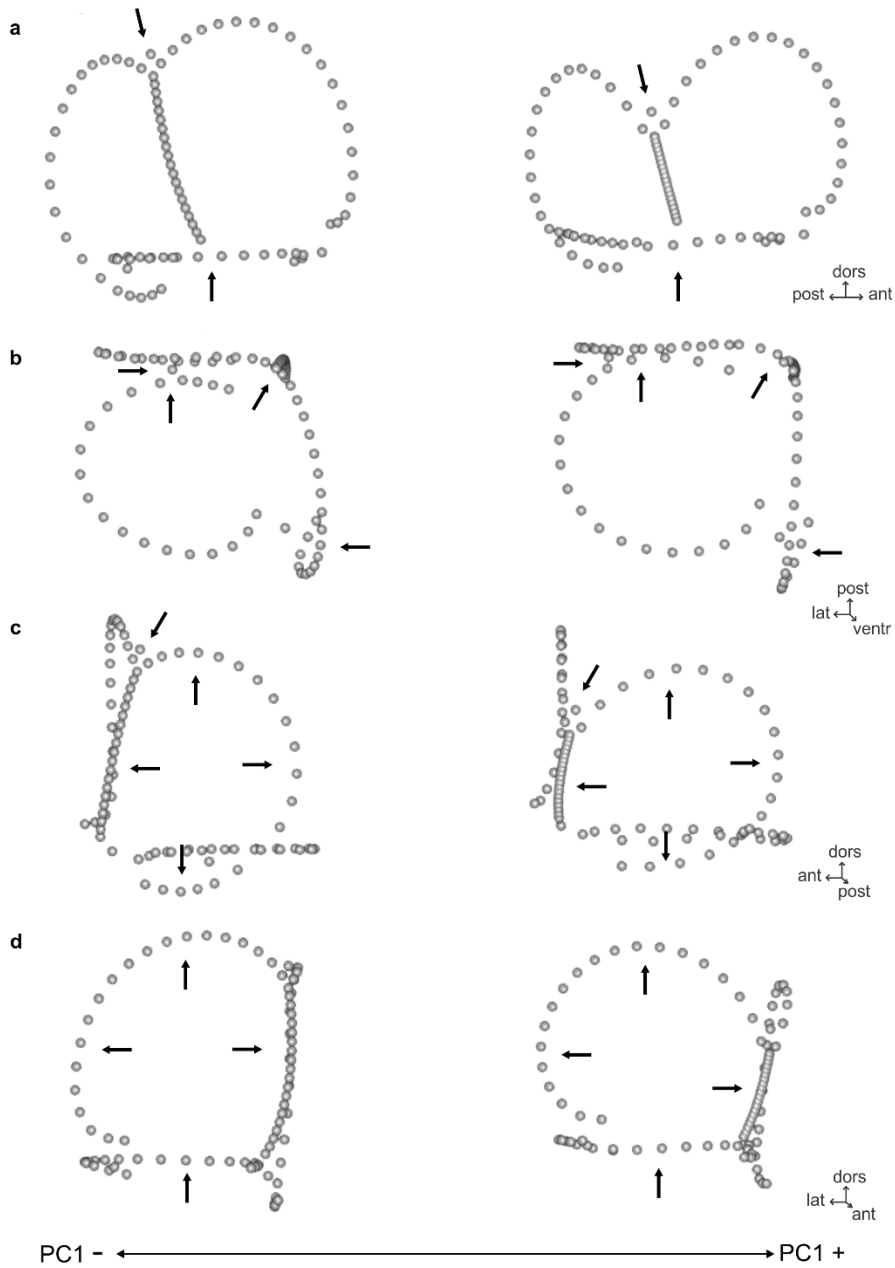 a
dors
post ant
b
post
lat
ventr
c
dors
ant
post
d
dors
lat
ant
PC1 - PC1 +